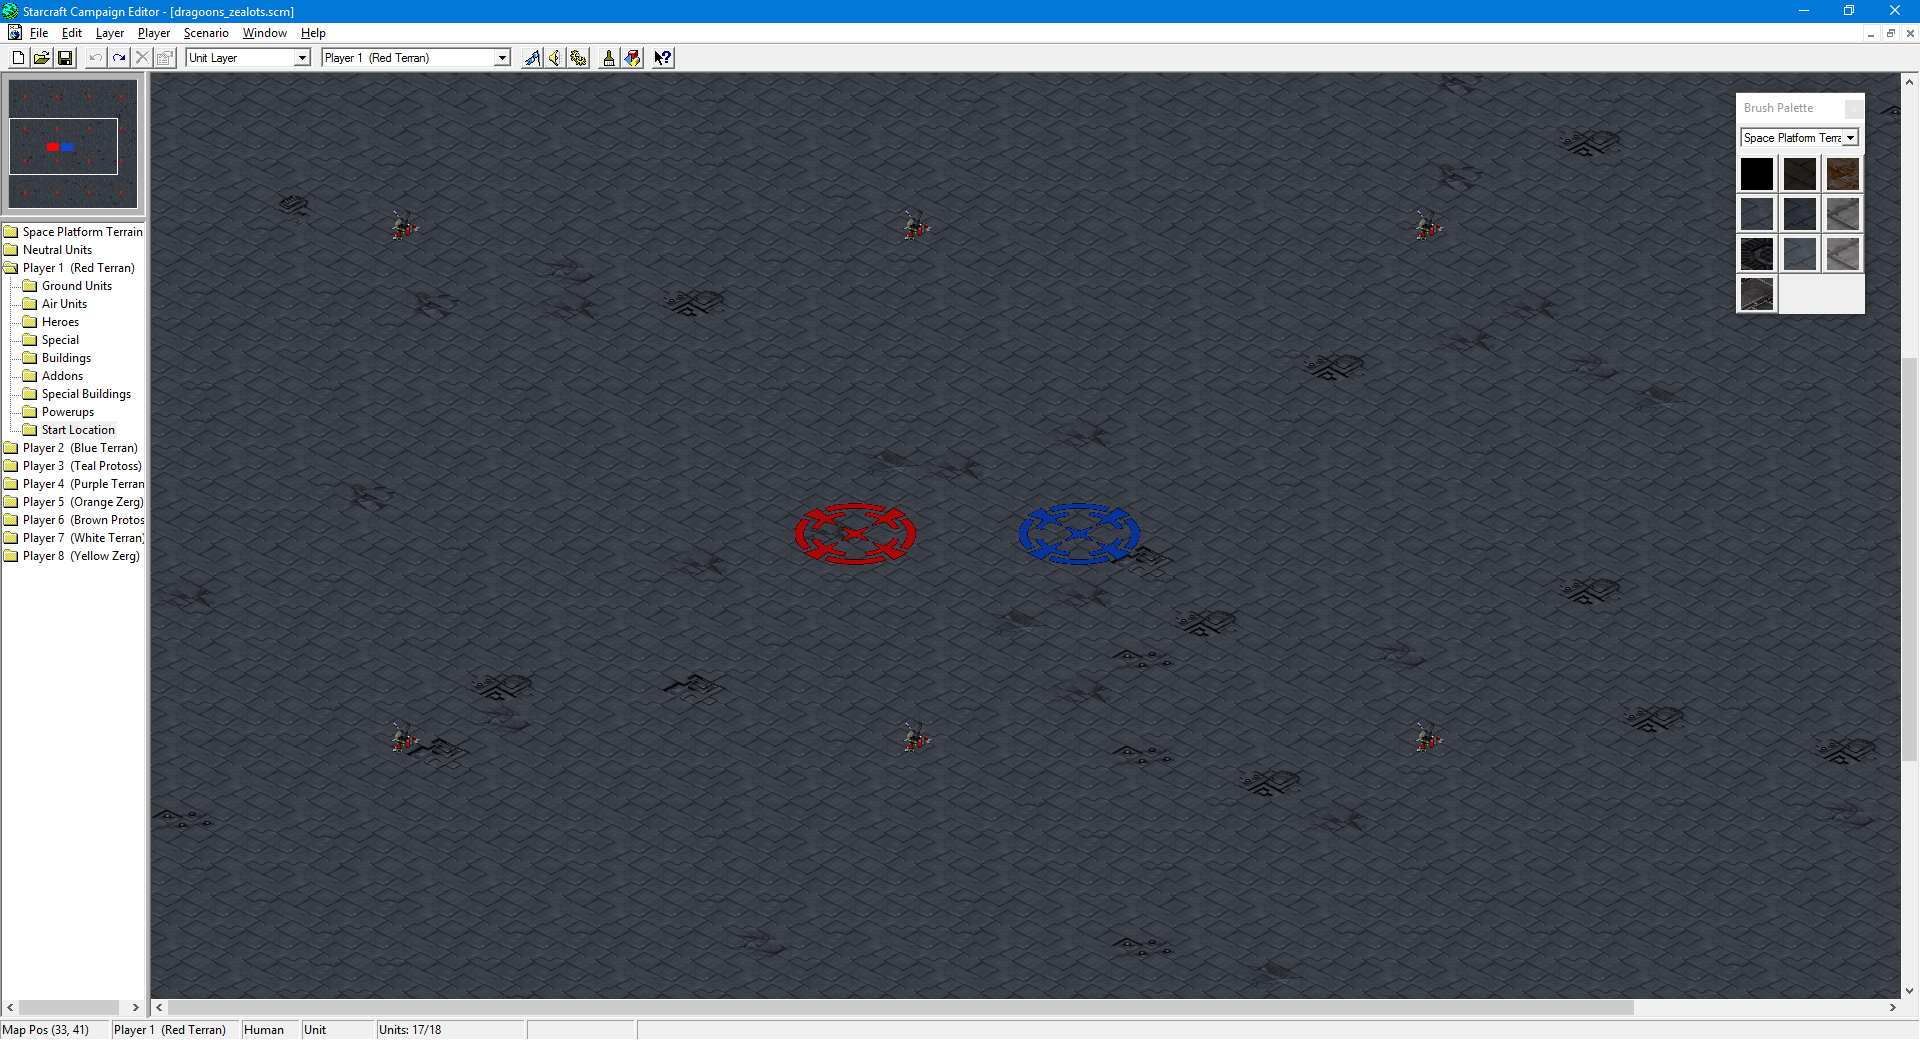 Starcraft Campaign Editor - [dragoons_zealots.scm]
File Edit Layer Player Scenario Window Help
Unit Layer Player 1 (Red Terran)
Brush Palette
Space Platform Terra
Space Platform Terrain
Neutral Units
Player 1 (Red Terran)
Ground Units
Air Units
Heroes
Special
Buildings
Addons
Special Buildings
Powerups
Start Location
Player 2 (Blue Terran)
Player 3 (Teal Protoss)
Player 4 (Purple Terran
Player 5 (Orange Zerg)
Player 6 (Brown Protos
Player 7 (White Terran)
Player 8 (Yellow Zerg)
Map Pos (33, 41) Player 1 (Red Terran) Human Unit Units: 17/18